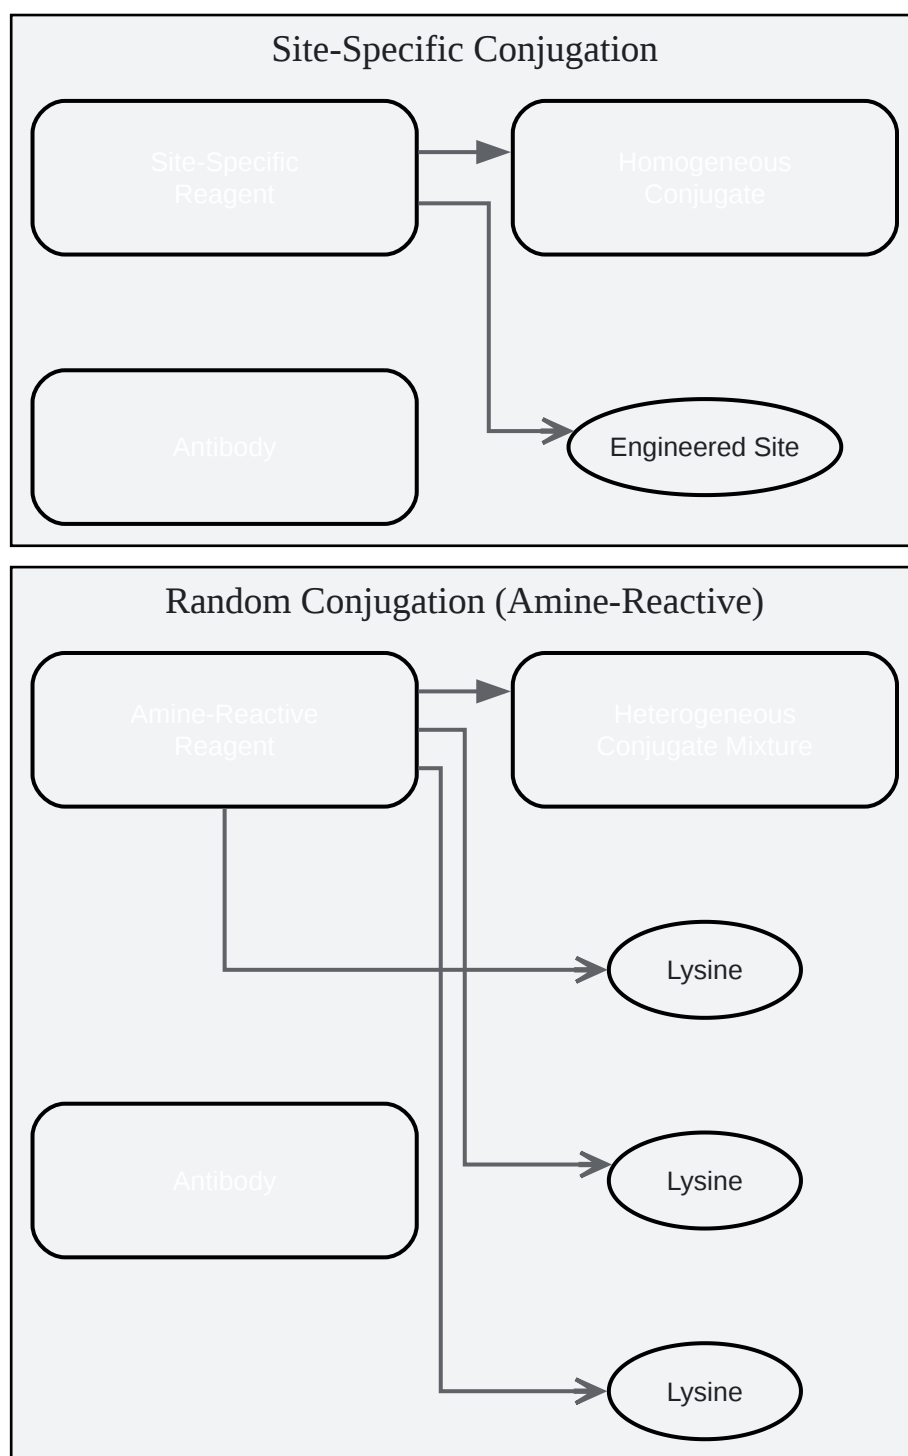 Site-Specific Conjugation
Site-Specific
Reagent
Homogeneous
Conjugate
Antibody
Engineered Site
Random Conjugation (Amine-Reactive)
Amine-Reactive
Reagent
Heterogeneous
Conjugate Mixture
Lysine
Antibody
Lysine
Lysine